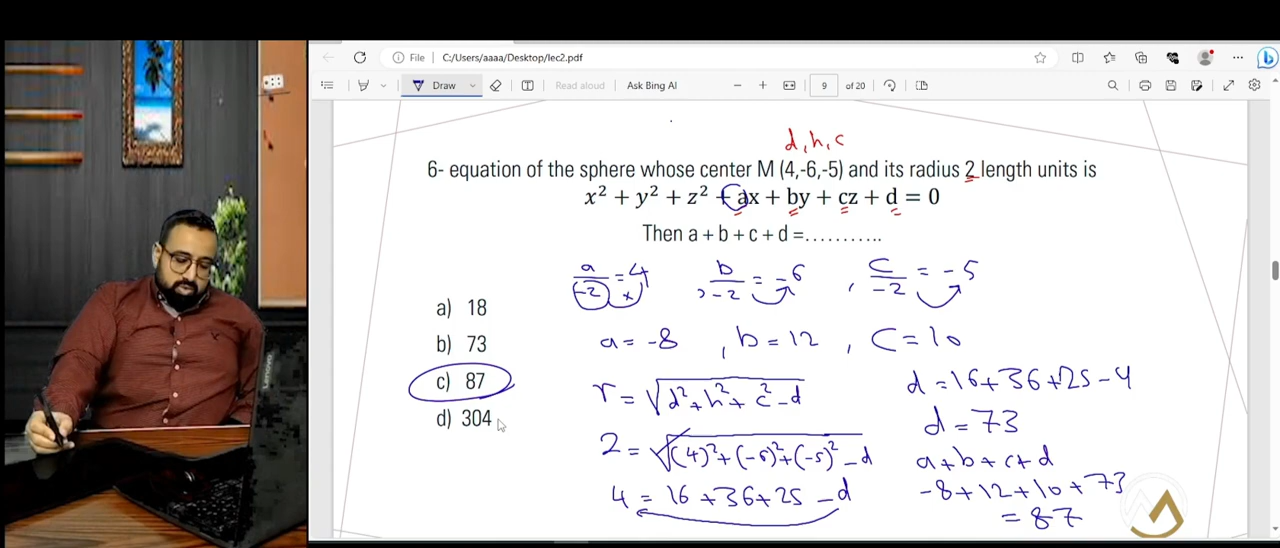 File C:/Users/aaaa/Desktop/lec2.pdf
Draw Read aloud Ask Bing AI 9 of 20
d, h, c
6- equation of the sphere whose center M (4,-6,-5) and its radius 2 length units is
x² + y² + z² + ax + by + cz + d = 0
Then a + b + c + d =...........
a/-2 = 4 , b/-2 = -6 , c/-2 = -5
a) 18
b) 73
c) 87
d) 304
a = -8 , b = 12 , C = 10
r = √d² + h² + c² - d
2 = √(4)² + (-6)² + (-5)² - d
4 = 16 + 36 + 25 - d
d = 16 + 36 + 25 - 4
d = 73
a + b + c + d
-8 + 12 + 10 + 73
= 87